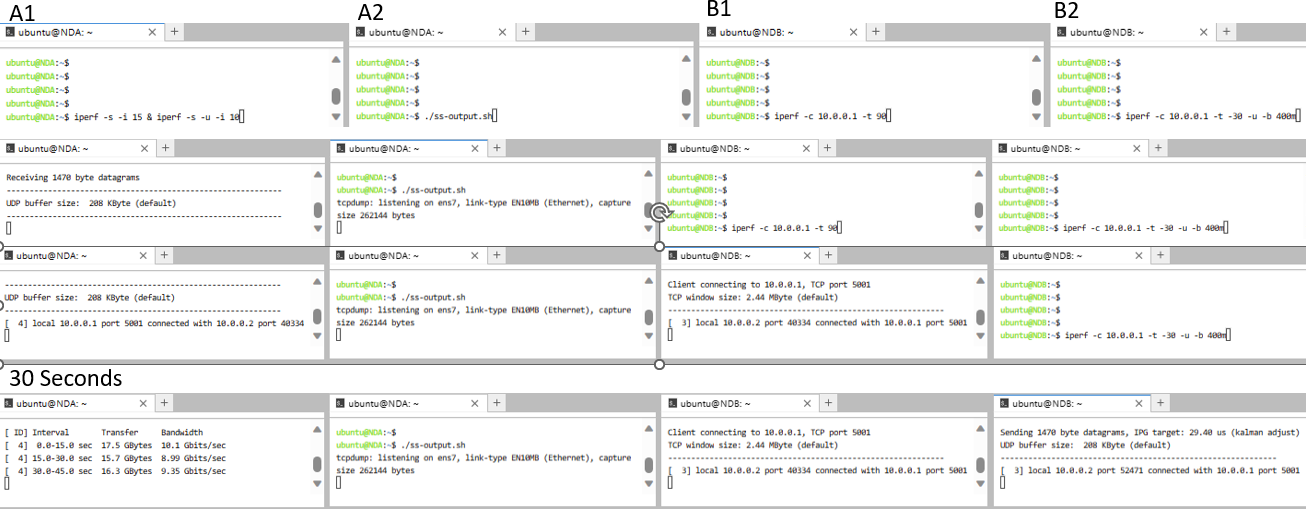 A1
A2
B1
B2
ubuntu@NDA: ~
ubuntu@NDA: ~
ubuntu@NDB: ~
ubuntu@NDB: ~
ubuntu@NDA:~$
ubuntu@NDA:~$
ubuntu@NDA:~$
ubuntu@NDA:~$
ubuntu@NDA:~$ iperf -s -i 15 & iperf -s -u -i 10
ubuntu@NDA:~$
ubuntu@NDA:~$
ubuntu@NDA:~$
ubuntu@NDA:~$
ubuntu@NDA:~$ ./ss-output.sh
ubuntu@NDB:~$
ubuntu@NDB:~$
ubuntu@NDB:~$
ubuntu@NDB:~$
ubuntu@NDB:~$ iperf -c 10.0.0.1 -t 90
ubuntu@NDB:~$
ubuntu@NDB:~$
ubuntu@NDB:~$
ubuntu@NDB:~$
ubuntu@NDB:~$ iperf -c 10.0.0.1 -t -30 -u -b 400m
ubuntu@NDA: ~
ubuntu@NDA: ~
ubuntu@NDB: ~
ubuntu@NDB: ~
Receiving 1470 byte datagrams
------------------------------------------------------------
UDP buffer size: 208 KByte (default)
------------------------------------------------------------
ubuntu@NDA:~$
ubuntu@NDA:~$ ./ss-output.sh
tcpdump: listening on ens7, link-type EN10MB (Ethernet), capture
size 262144 bytes
ubuntu@NDB:~$
ubuntu@NDB:~$
ubuntu@NDB:~$
ubuntu@NDB:~$
ubuntu@NDB:~$ iperf -c 10.0.0.1 -t 90
ubuntu@NDB:~$
ubuntu@NDB:~$
ubuntu@NDB:~$
ubuntu@NDB:~$
ubuntu@NDB:~$ iperf -c 10.0.0.1 -t -30 -u -b 400m
ubuntu@NDA: ~
ubuntu@NDA: ~
ubuntu@NDB: ~
ubuntu@NDB: ~
------------------------------------------------------------
UDP buffer size: 208 KByte (default)
------------------------------------------------------------
[ 4] local 10.0.0.1 port 5001 connected with 10.0.0.2 port 40334
ubuntu@NDA:~$
ubuntu@NDA:~$ ./ss-output.sh
tcpdump: listening on ens7, link-type EN10MB (Ethernet), capture
size 262144 bytes
Client connecting to 10.0.0.1, TCP port 5001
TCP window size: 2.44 MByte (default)
------------------------------------------------------------
[ 3] local 10.0.0.2 port 40334 connected with 10.0.0.1 port 5001
ubuntu@NDB:~$
ubuntu@NDB:~$
ubuntu@NDB:~$
ubuntu@NDB:~$
ubuntu@NDB:~$ iperf -c 10.0.0.1 -t -30 -u -b 400m
30 Seconds
ubuntu@NDA: ~
ubuntu@NDA: ~
ubuntu@NDB: ~
ubuntu@NDB: ~
[ ID] Interval Transfer Bandwidth
[ 4] 0.0-15.0 sec 17.5 GBytes 10.1 Gbits/sec
[ 4] 15.0-30.0 sec 15.7 GBytes 8.99 Gbits/sec
[ 4] 30.0-45.0 sec 16.3 GBytes 9.35 Gbits/sec
ubuntu@NDA:~$
ubuntu@NDA:~$ ./ss-output.sh
tcpdump: listening on ens7, link-type EN10MB (Ethernet), capture
size 262144 bytes
Client connecting to 10.0.0.1, TCP port 5001
TCP window size: 2.44 MByte (default)
------------------------------------------------------------
[ 3] local 10.0.0.2 port 40334 connected with 10.0.0.1 port 5001
Sending 1470 byte datagrams, IPG target: 29.40 us (kalman adjust)
UDP buffer size: 208 KByte (default)
------------------------------------------------------------
[ 3] local 10.0.0.2 port 52471 connected with 10.0.0.1 port 5001